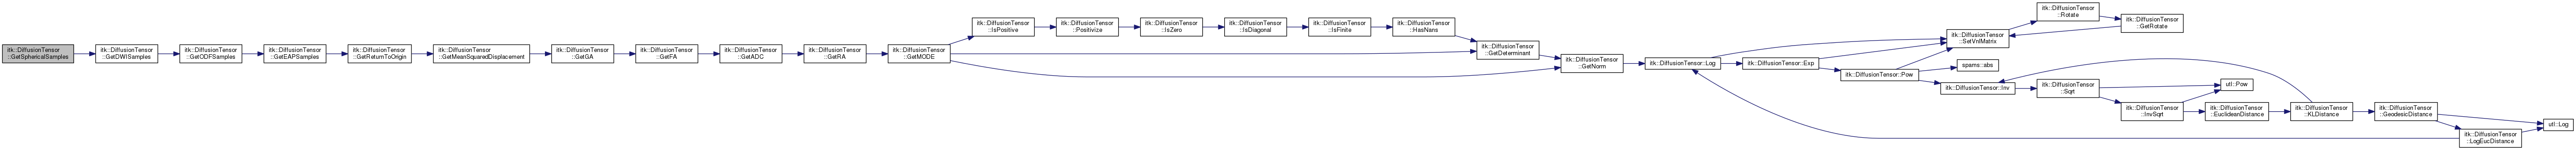 itk::DiffusionTensor
::GetSphericalSamples
itk::DiffusionTensor
::GetDWISamples
itk::DiffusionTensor
::GetODFSamples
itk::DiffusionTensor
::GetEAPSamples
itk::DiffusionTensor
::GetReturnToOrigin
itk::DiffusionTensor
::GetMeanSquaredDisplacement
itk::DiffusionTensor
::GetGA
itk::DiffusionTensor
::GetFA
itk::DiffusionTensor
::GetADC
itk::DiffusionTensor
::GetRA
itk::DiffusionTensor
::GetMODE
itk::DiffusionTensor
::IsPositive
itk::DiffusionTensor
::Positivize
itk::DiffusionTensor
::IsZero
itk::DiffusionTensor
::IsDiagonal
itk::DiffusionTensor
::IsFinite
itk::DiffusionTensor
::HasNans
itk::DiffusionTensor
::GetDeterminant
itk::DiffusionTensor
::GetNorm
itk::DiffusionTensor::Log
itk::DiffusionTensor::Exp
itk::DiffusionTensor::Pow
itk::DiffusionTensor
::SetVnlMatrix
itk::DiffusionTensor
::Rotate
itk::DiffusionTensor
::GetRotate
spams::abs
itk::DiffusionTensor::Inv
itk::DiffusionTensor
::Sqrt
utl::Pow
itk::DiffusionTensor
::InvSqrt
itk::DiffusionTensor
::EuclideanDistance
itk::DiffusionTensor
::KLDistance
itk::DiffusionTensor
::GeodesicDistance
itk::DiffusionTensor
::LogEucDistance
utl::Log